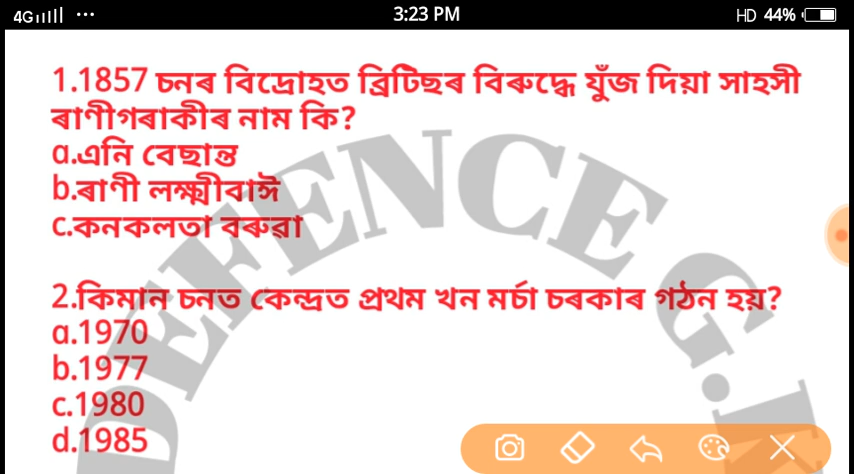 4G
3:23 PM
HD 44%
1.1857 চনৰ বিদ্ৰোহত ব্ৰিটিছৰ বিৰুদ্ধে যুঁজ দিয়া সাহসী
ৰাণীগৰাকীৰ নাম কি?
a.এনি বেছান্ত
b.ৰাণী লক্ষ্মীবাঈ
c.কনকলতা বৰুৱা
2.কিমান চনত কেন্দ্ৰত প্ৰথম খন মৰ্চা চৰকাৰ গঠন হয়?
a.1970
b.1977
c.1980
d.1985
DEFENCE G.K